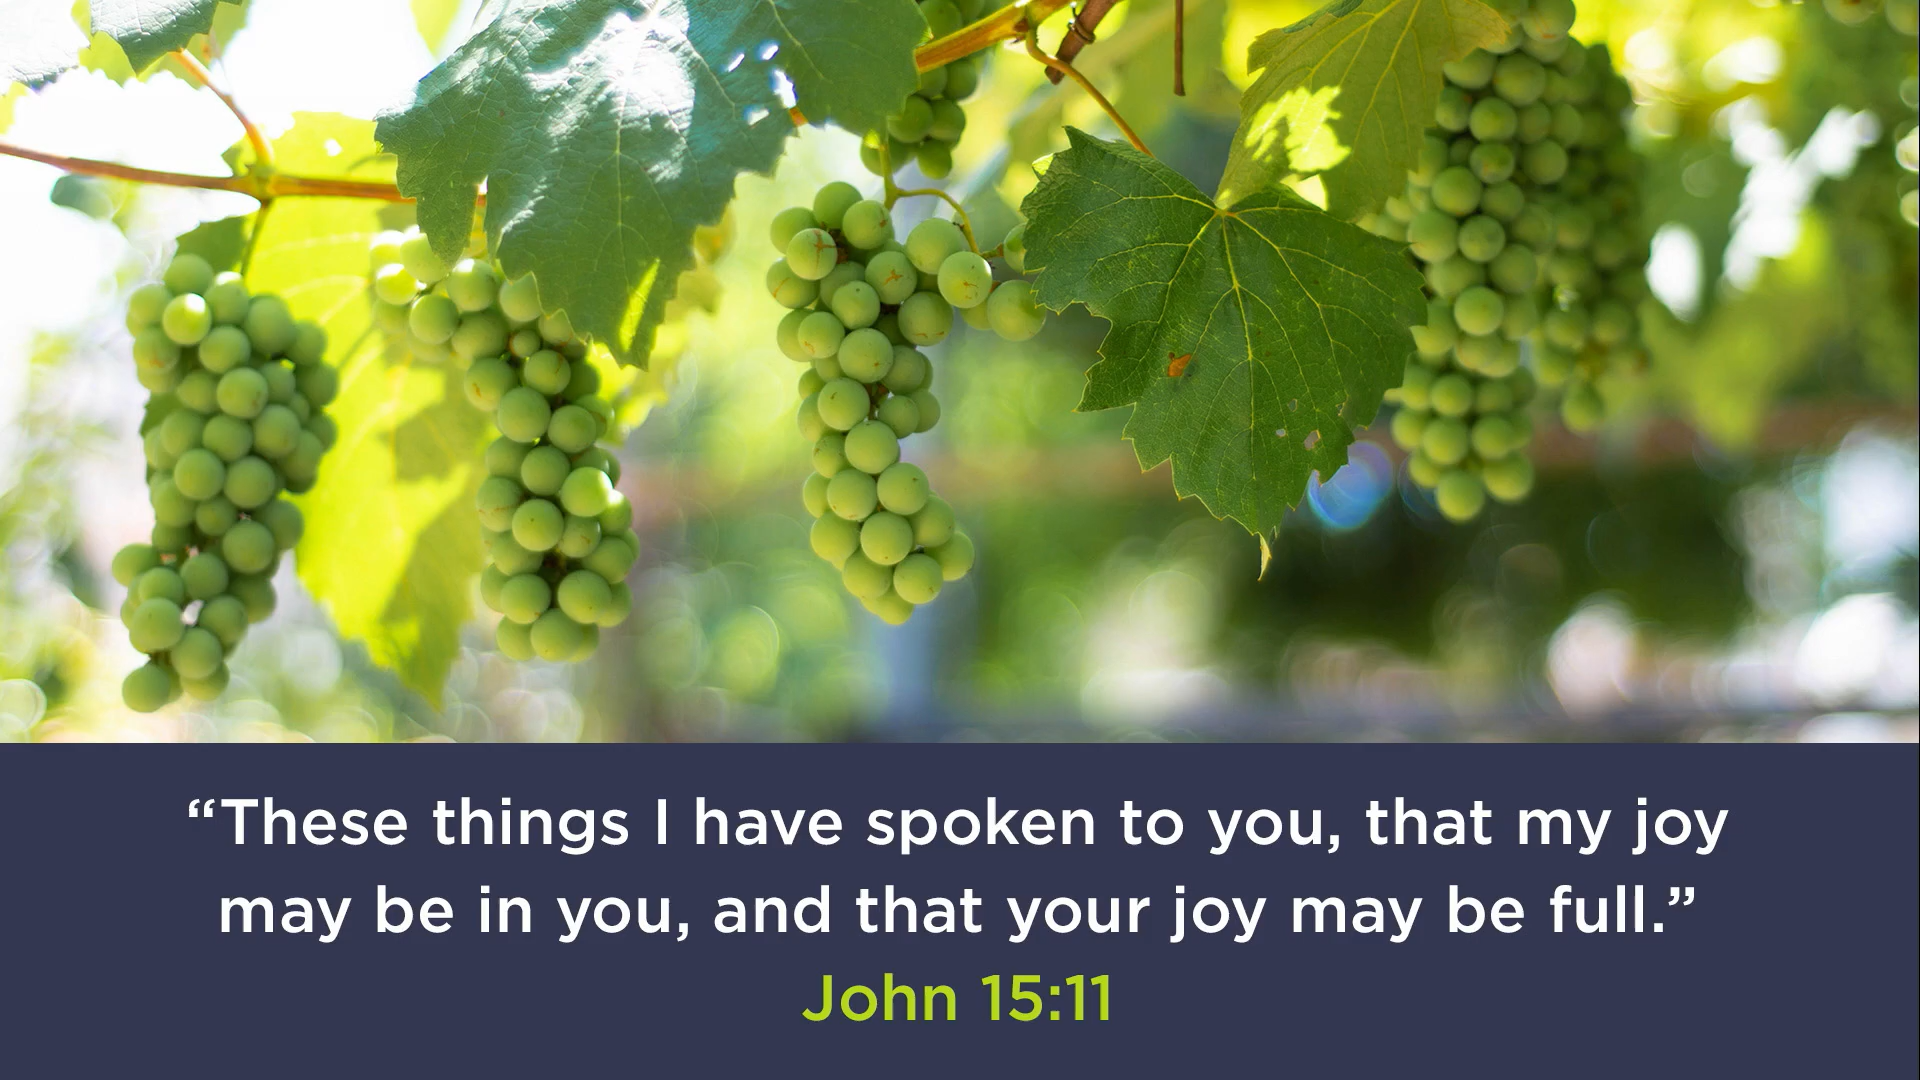 “These things I have spoken to you, that my joy
may be in you, and that your joy may be full.”
John 15:11